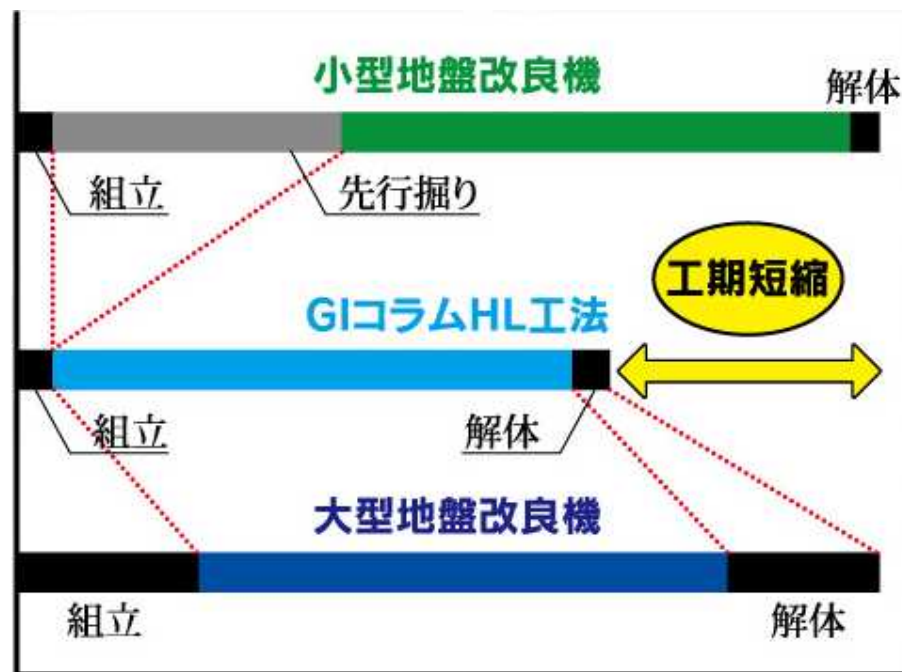 小型地盤改良機
解体
組立
先行掘り
工期短縮
GIコラムHL工法
組立
解体
大型地盤改良機
組立
解体